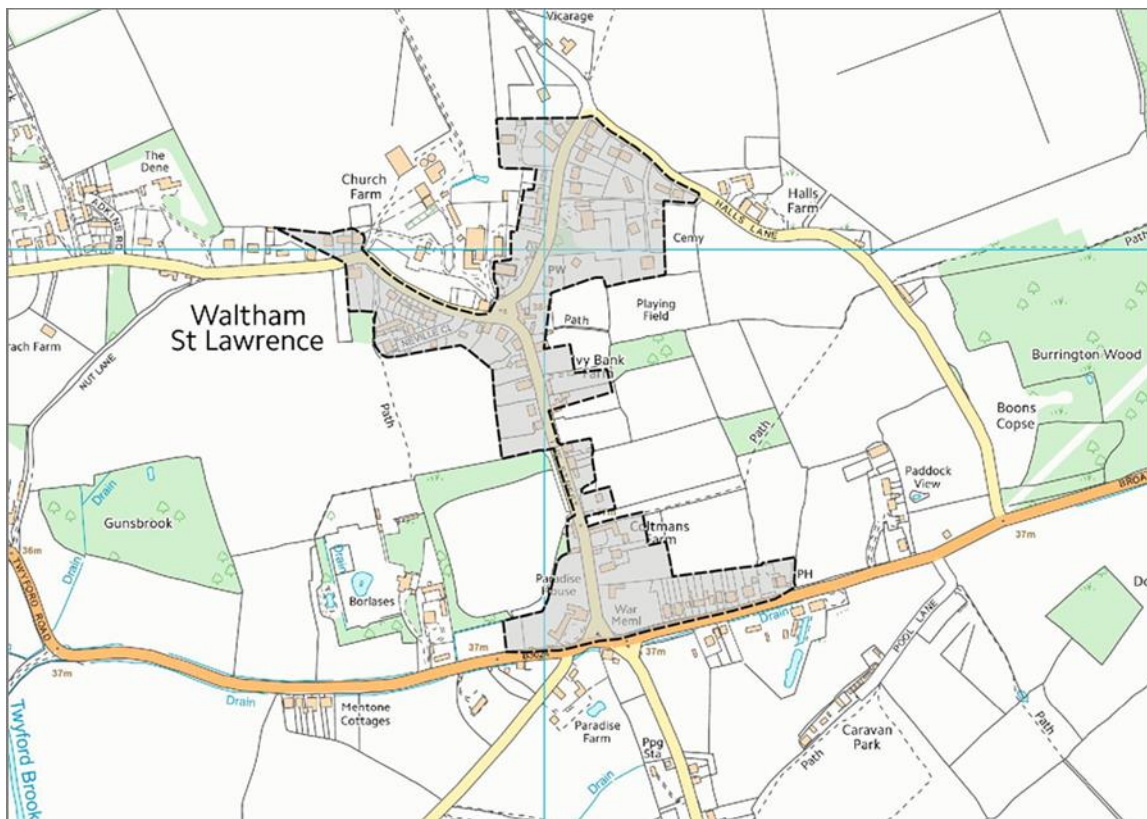 Vicarage
The
Dene
ADKINS RD
Church
Farm
Halls
Farm
HALLS LANE
Cemy
Path
PW
38
Waltham
St Lawrence
Playing
Field
Path
NEVILLE CL
vy Bank
Farm
Burrington Wood
rach Farm
NUT LANE
Path
Boons
Copse
Path
Paddock
View
BROA
Drain
Gunsbrook
36m
Drain
TWYFORD ROAD
Drain
Borlases
Coltmans
Farm
37m
Paradise
House
PH
War
Meml
Drain
Do
POOL LANE
37m
37m
37m
Drain
Mentone
Cottages
Paradise
Farm
Ppg
Sta
Caravan
Park
Path
Path
Drain
Twyford Brook